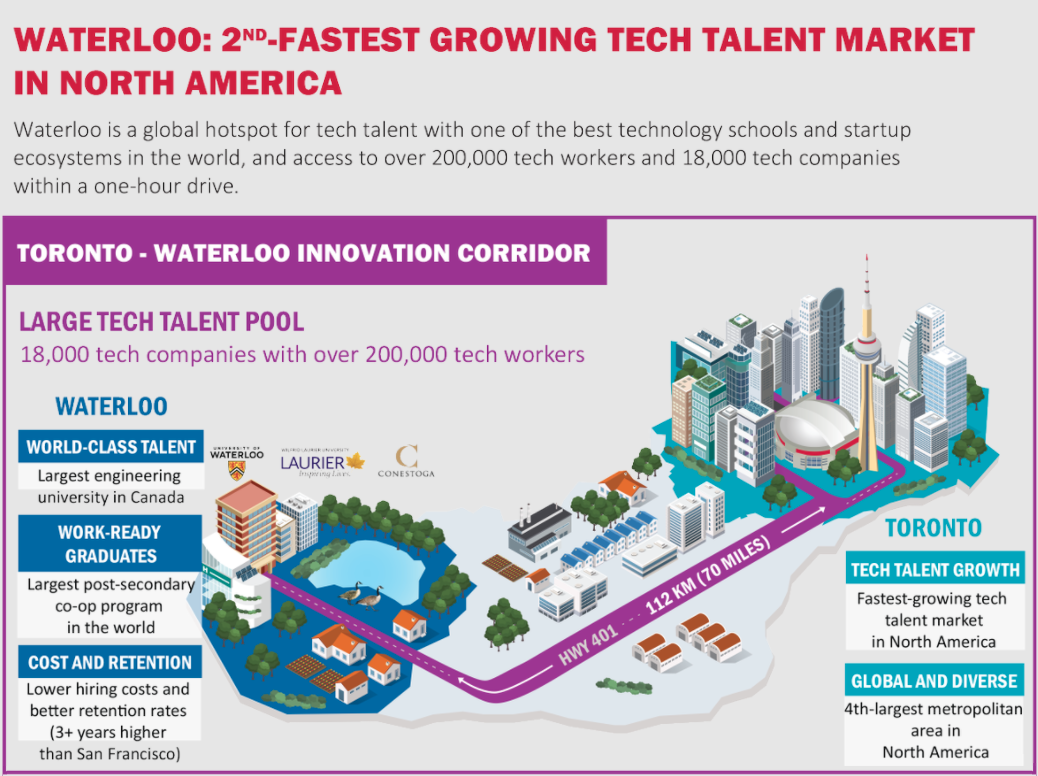 WATERLOO: 2ND-FASTEST GROWING TECH TALENT MARKET
IN NORTH AMERICA
Waterloo is a global hotspot for tech talent with one of the best technology schools and startup
ecosystems in the world, and access to over 200,000 tech workers and 18,000 tech companies
within a one-hour drive.
TORONTO - WATERLOO INNOVATION CORRIDOR
LARGE TECH TALENT POOL
18,000 tech companies with over 200,000 tech workers
WATERLOO
WORLD-CLASS TALENT
Largest engineering
university in Canada
WORK-READY
GRADUATES
Largest post-secondary
co-op program
in the world
COST AND RETENTION
Lower hiring costs and
better retention rates
(3+ years higher
than San Francisco)
UNIVERSITY OF
WATERLOO
WILFRID LAURIER UNIVERSITY
LAURIER
Inspiring Lives.
C
CONESTOGA
HWY 401 112 KM (70 MILES)
TORONTO
TECH TALENT GROWTH
Fastest-growing tech
talent market
in North America
GLOBAL AND DIVERSE
4th-largest metropolitan
area in
North America